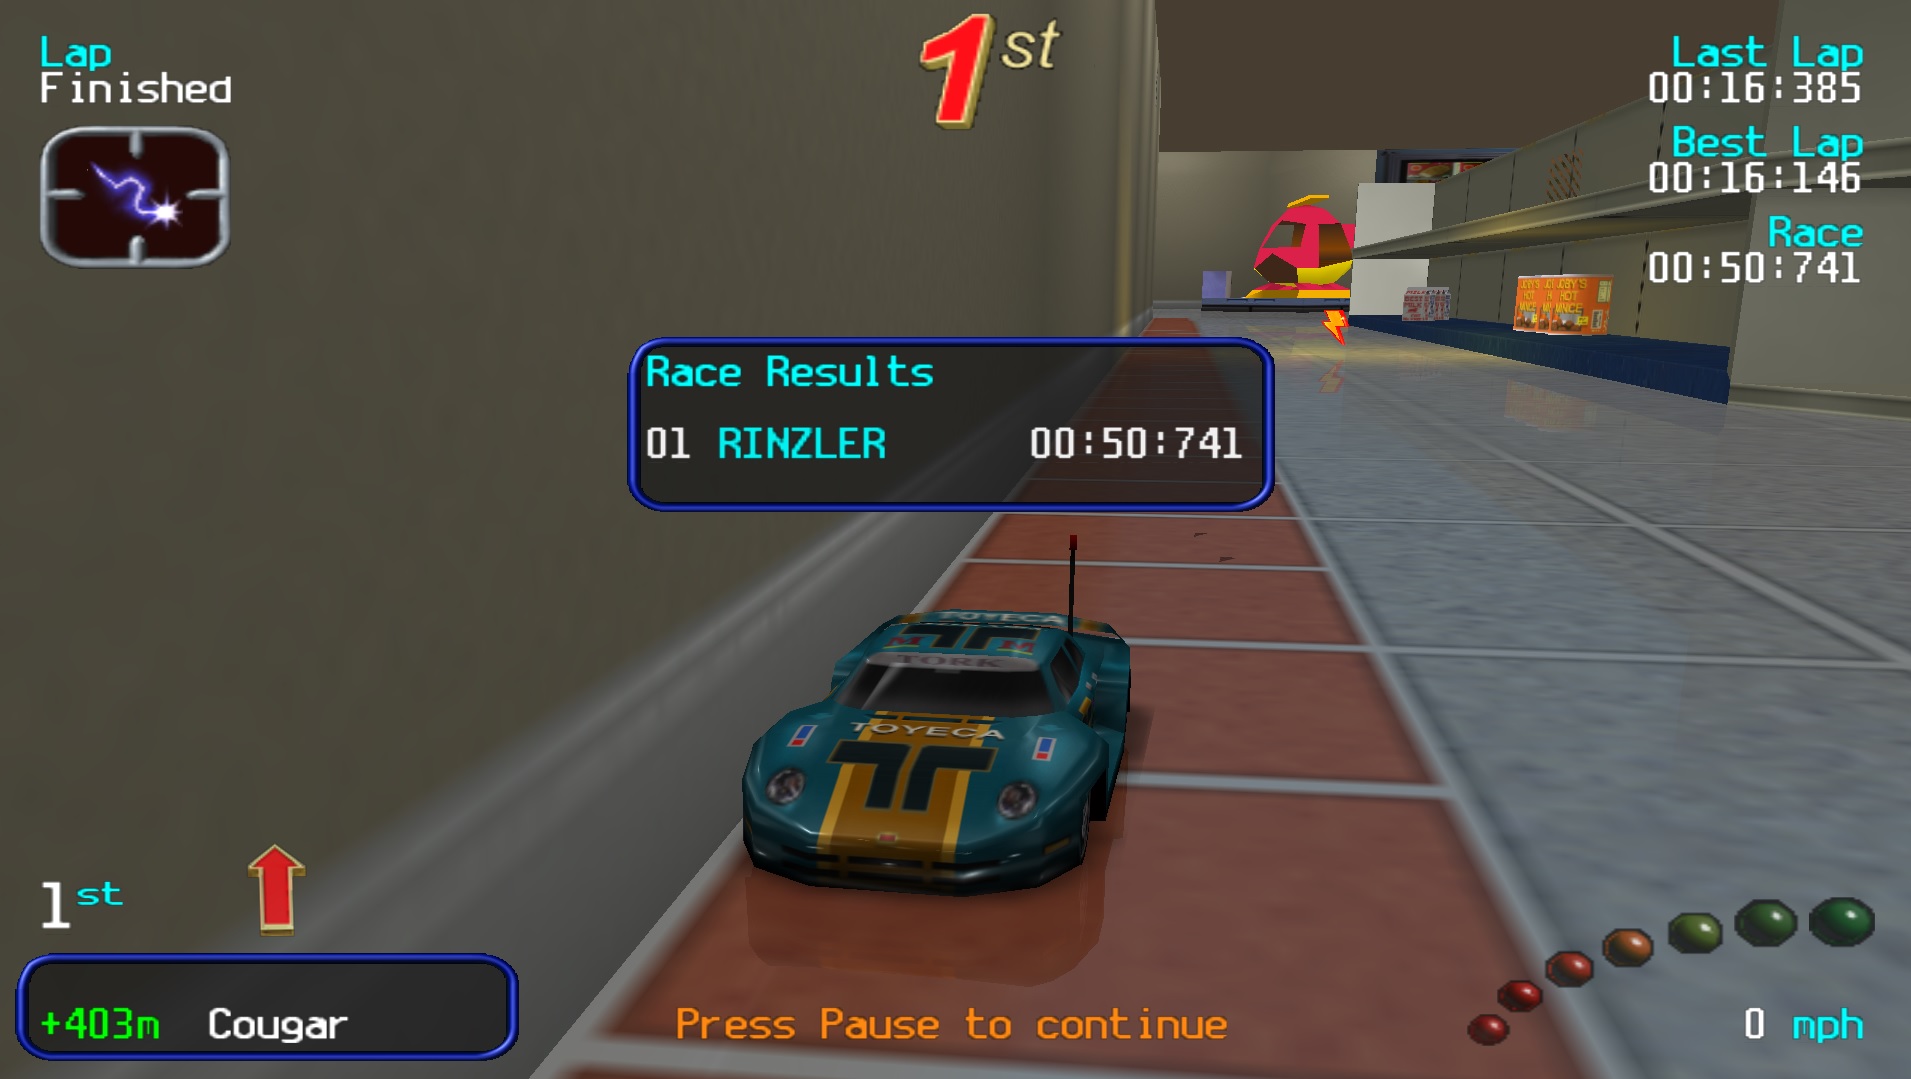 Lap
Finished
1st
Last Lap
00:16:385
Best Lap
00:16:146
Race
00:50:741
Race Results
01 RINZLER 00:50:741
TOYECA
M M
TORK
TOYECA
1st
+403m Cougar
Press Pause to continue
0 mph